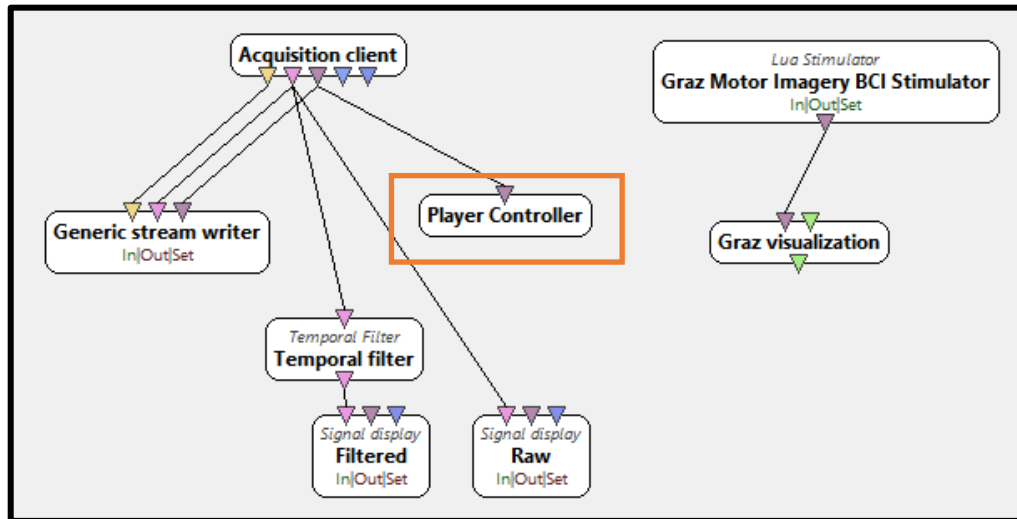 Acquisition client
Lua Stimulator
Graz Motor Imagery BCI Stimulator
In|Out|Set
Player Controller
Generic stream writer
In|Out|Set
Graz visualization
Temporal Filter
Temporal filter
Signal display
Filtered
In|Out|Set
Signal display
Raw
In|Out|Set